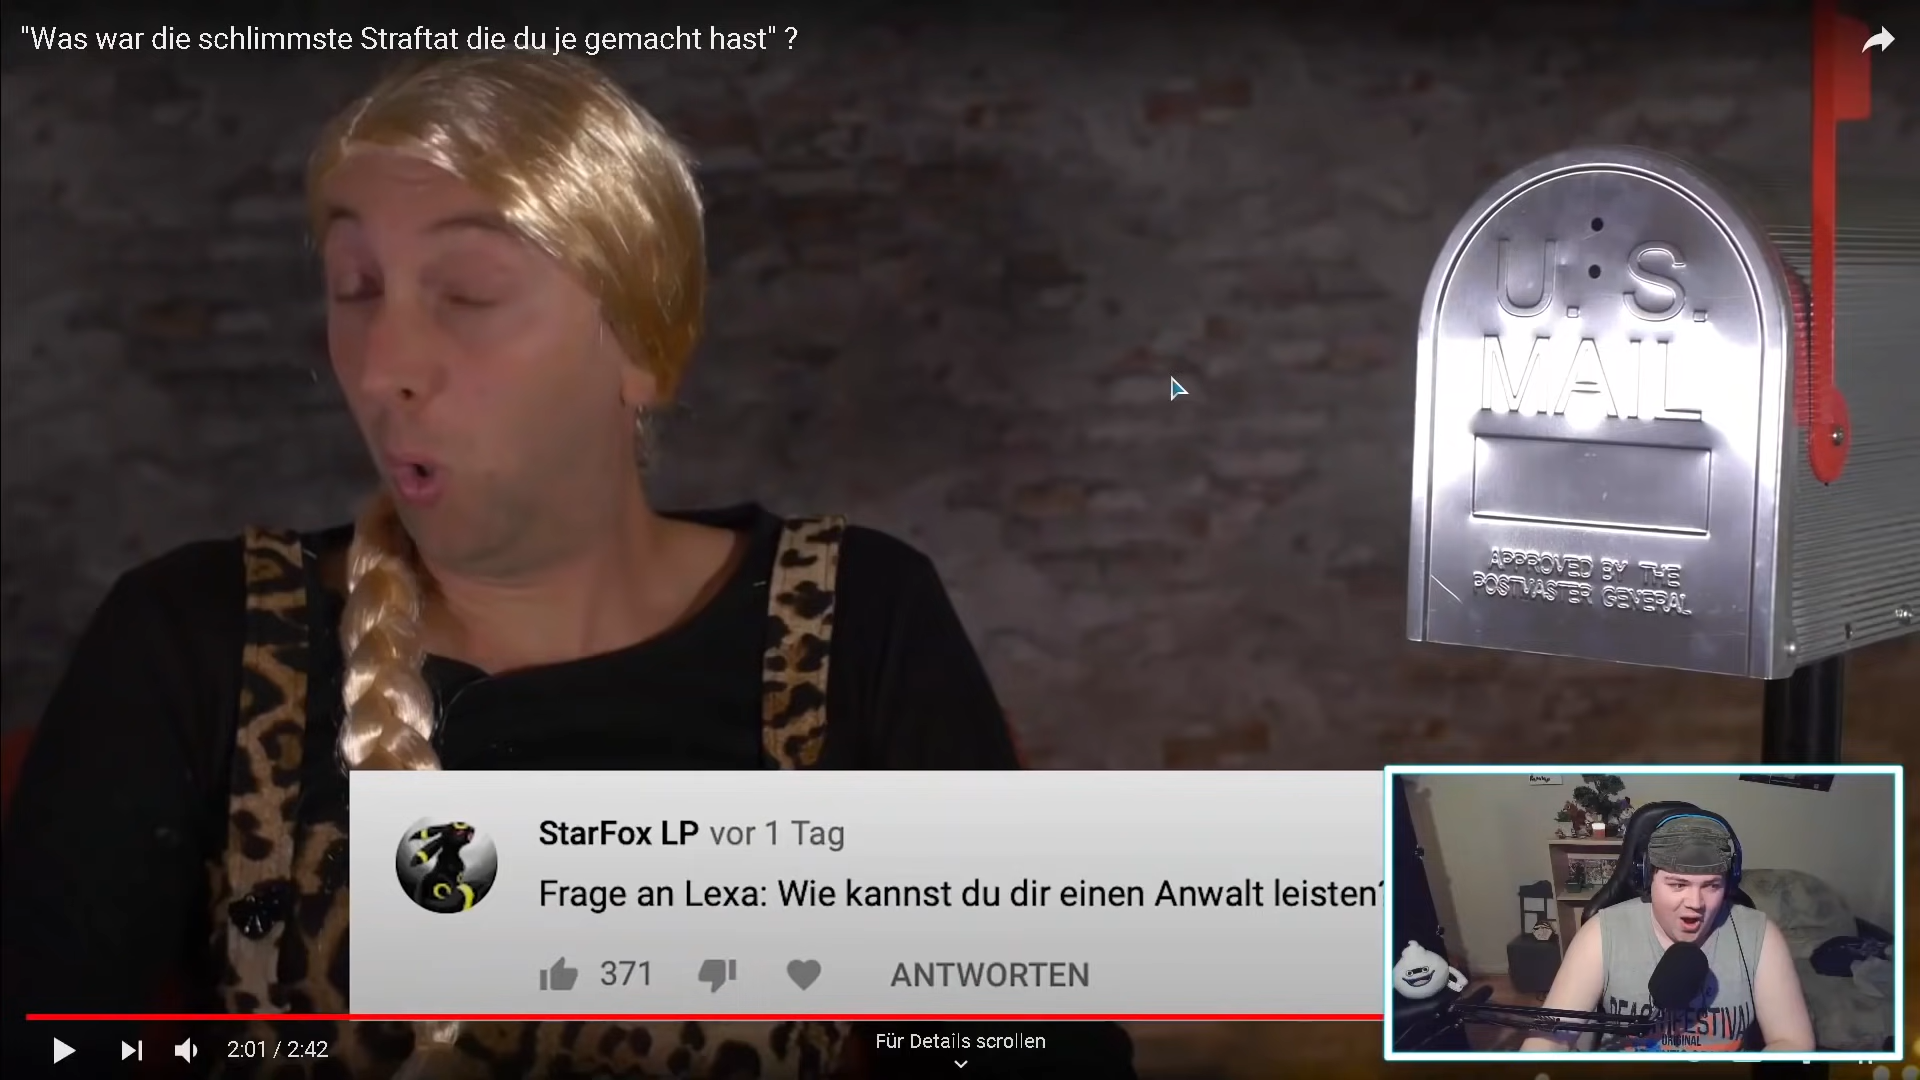 "Was war die schlimmste Straftat die du je gemacht hast" ?
U. S.
MAIL
APPROVED BY THE
POSTMASTER GENERAL
StarFox LP vor 1 Tag
Frage an Lexa: Wie kannst du dir einen Anwalt leisten?
371
ANTWORTEN
ORIGINAL
Für Details scrollen
2:01 / 2:42